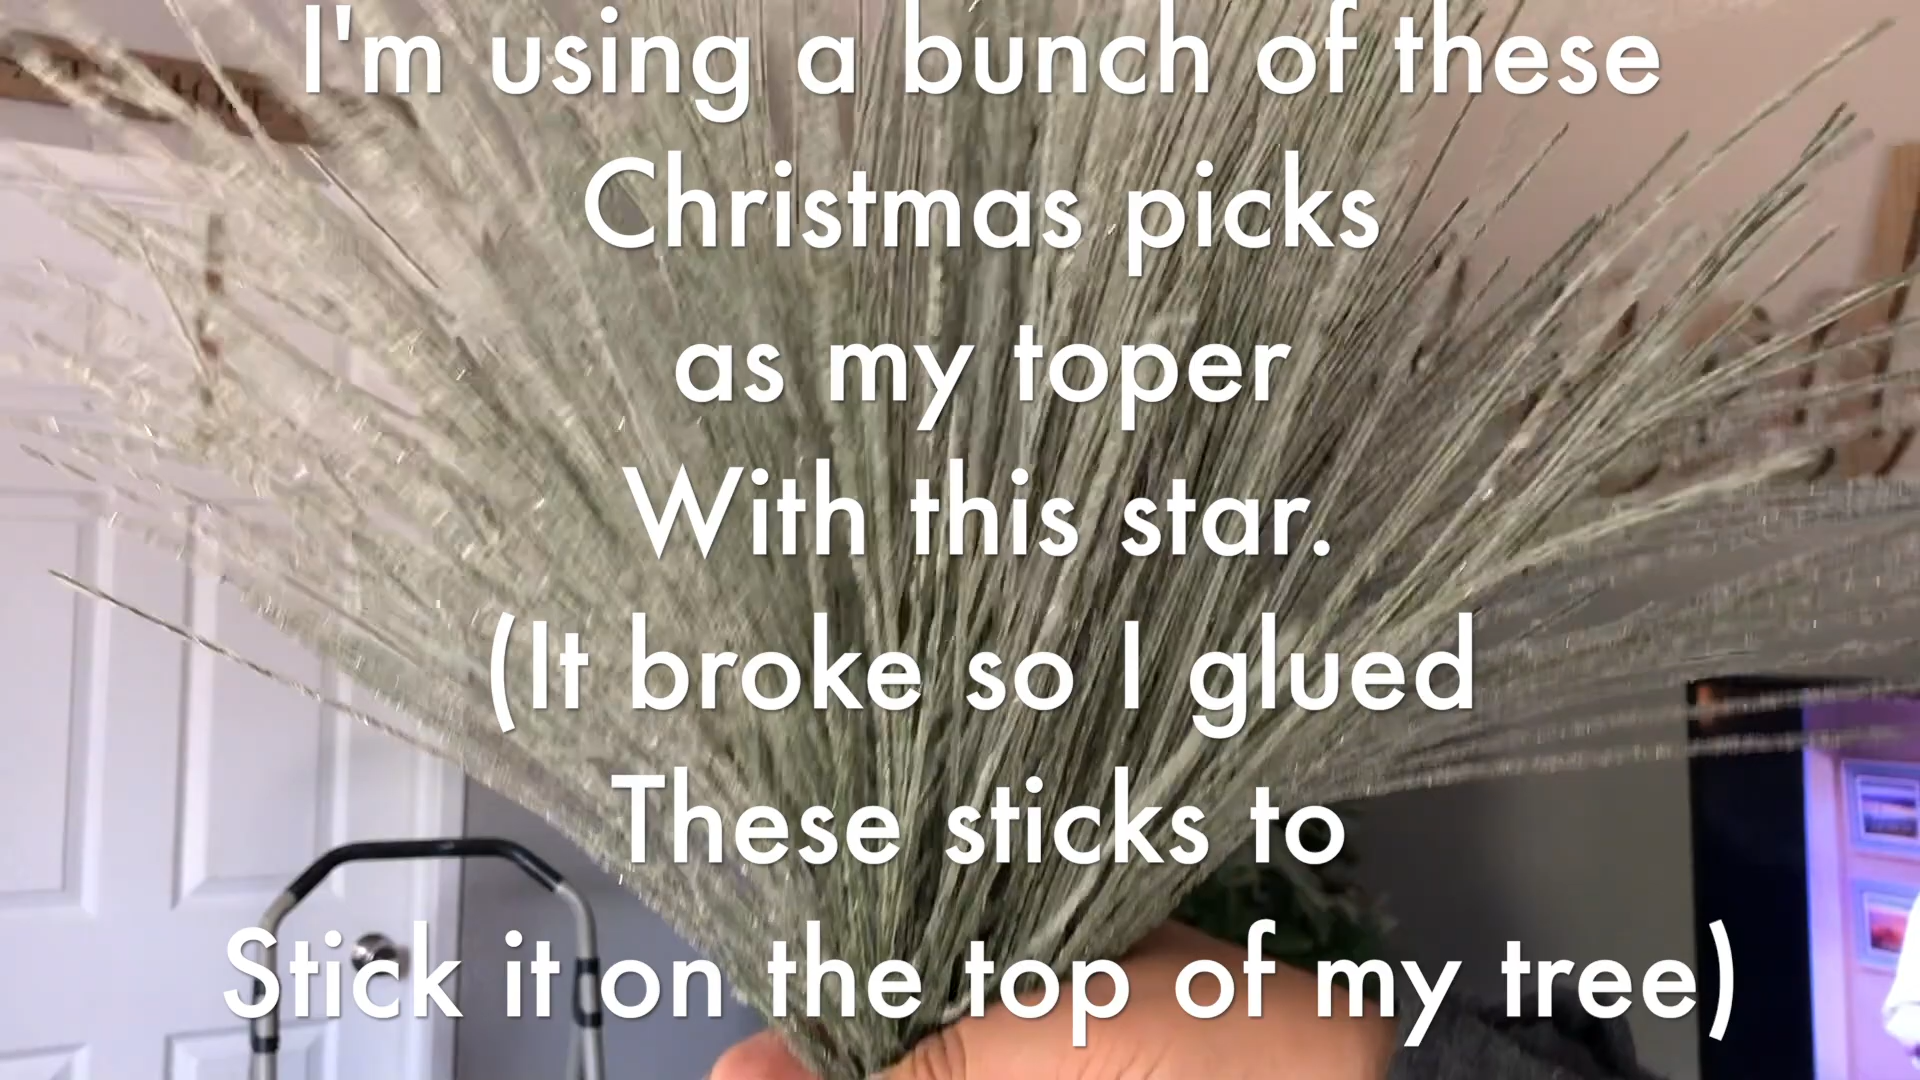 I'm using a bunch of these
Christmas picks
as my toper
With this star.
(It broke so I glued
These sticks to
Stick it on the top of my tree)